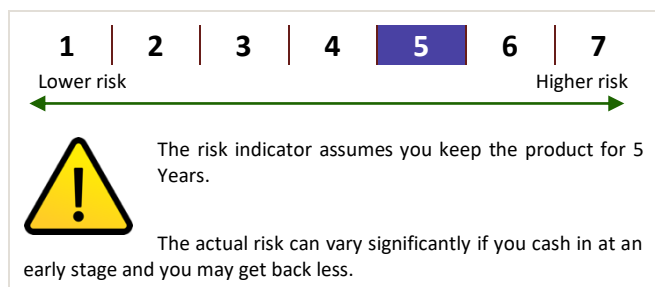 1 2 3 4 5 6 7
Lower risk Higher risk
The risk indicator assumes you keep the product for 5
Years.
The actual risk can vary significantly if you cash in at an
early stage and you may get back less.